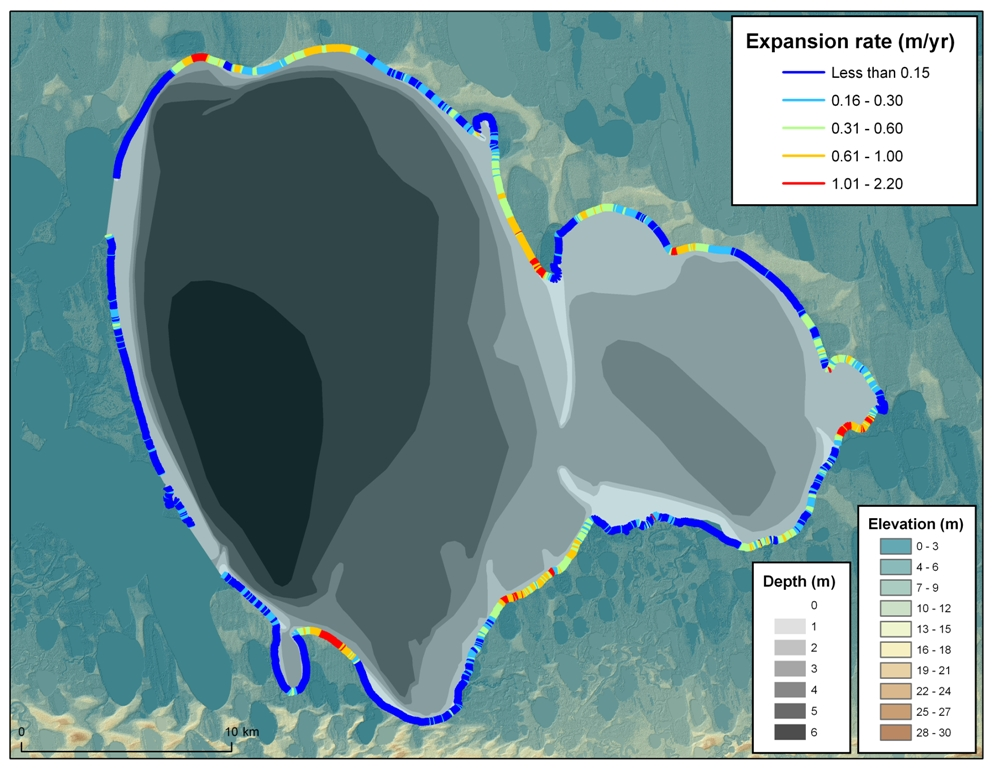 Expansion rate (m/yr)
Less than 0.15
0.16 - 0.30
0.31 - 0.60
0.61 - 1.00
1.01 - 2.20
Elevation (m)
0 - 3
4 - 6
7 - 9
10 - 12
13 - 15
16 - 18
19 - 21
22 - 24
25 - 27
28 - 30
Depth (m)
0
1
2
3
4
5
6
0 10 km